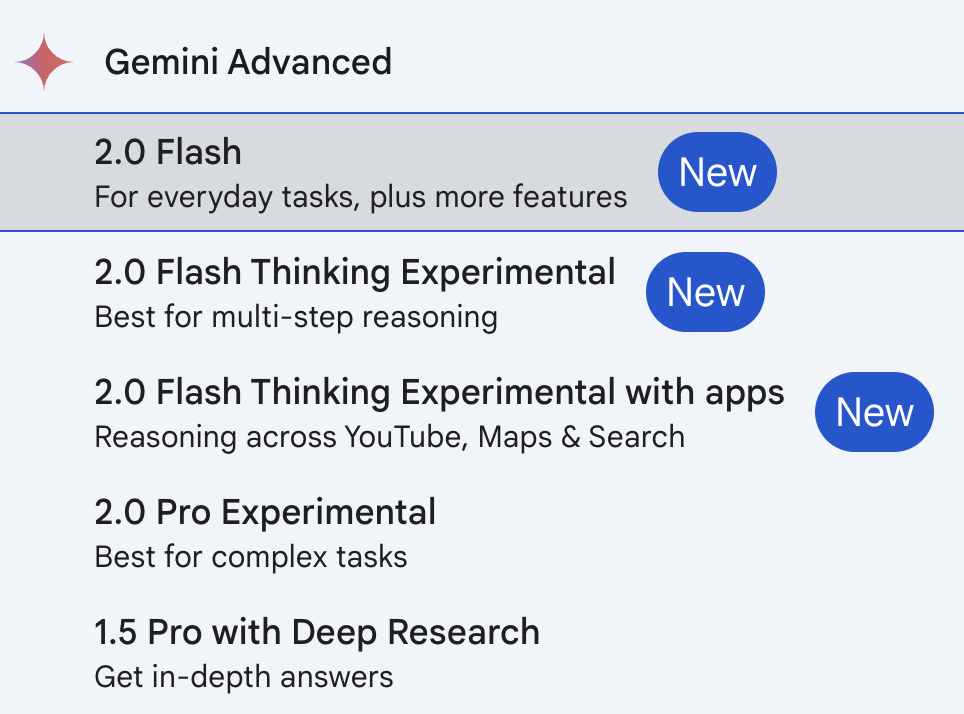 Gemini Advanced
2.0 Flash
For everyday tasks, plus more features
New
2.0 Flash Thinking Experimental
Best for multi-step reasoning
New
2.0 Flash Thinking Experimental with apps
Reasoning across YouTube, Maps & Search
New
2.0 Pro Experimental
Best for complex tasks
1.5 Pro with Deep Research
Get in-depth answers